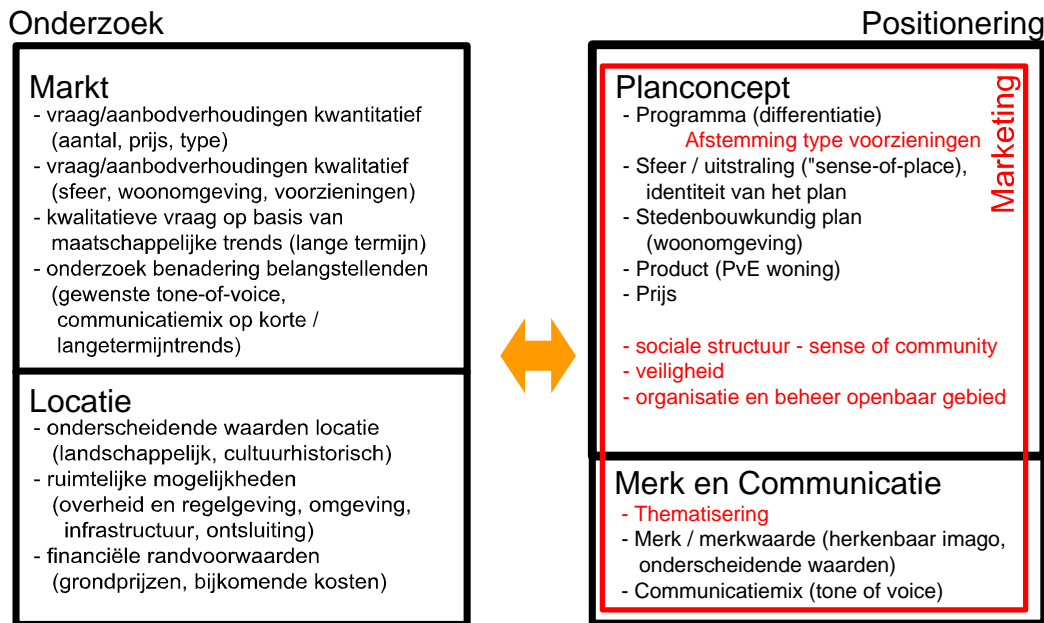 Onderzoek
Markt
- vraag/aanbodverhoudingen kwantitatief
(aantal, prijs, type)
- vraag/aanbodverhoudingen kwalitatief
(sfeer, woonomgeving, voorzieningen)
- kwalitatieve vraag op basis van
maatschappelijke trends (lange termijn)
- onderzoek benadering belangstellenden
(gewenste tone-of-voice,
communicatiemix op korte /
langetermijntrends)
Locatie
- onderscheidende waarden locatie
(landschappelijk, cultuurhistorisch)
- ruimtelijke mogelijkheden
(overheid en regelgeving, omgeving,
infrastructuur, ontsluiting)
- financiële randvoorwaarden
(grondprijzen, bijkomende kosten)
Positionering
Planconcept
- Programma (differentiatie)
Afstemming type voorzieningen
- Sfeer / uitstraling ("sense-of-place),
identiteit van het plan
- Stedenbouwkundig plan
(woonomgeving)
- Product (PvE woning)
- Prijs
- sociale structuur - sense of community
- veiligheid
- organisatie en beheer openbaar gebied
Marketing
Merk en Communicatie
- Thematisering
- Merk / merkwaarde (herkenbaar imago,
onderscheidende waarden)
- Communicatiemix (tone of voice)